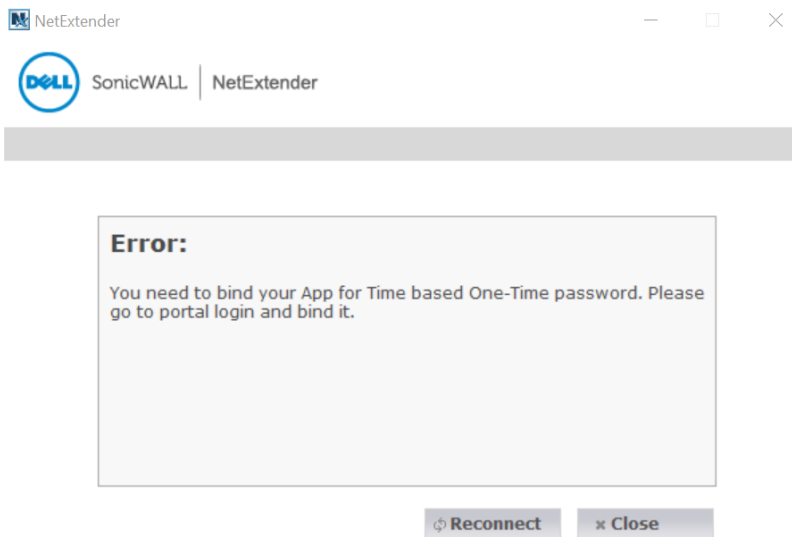 NetExtender
DELL SonicWALL NetExtender
Error:
You need to bind your App for Time based One-Time password. Please
go to portal login and bind it.
Reconnect Close